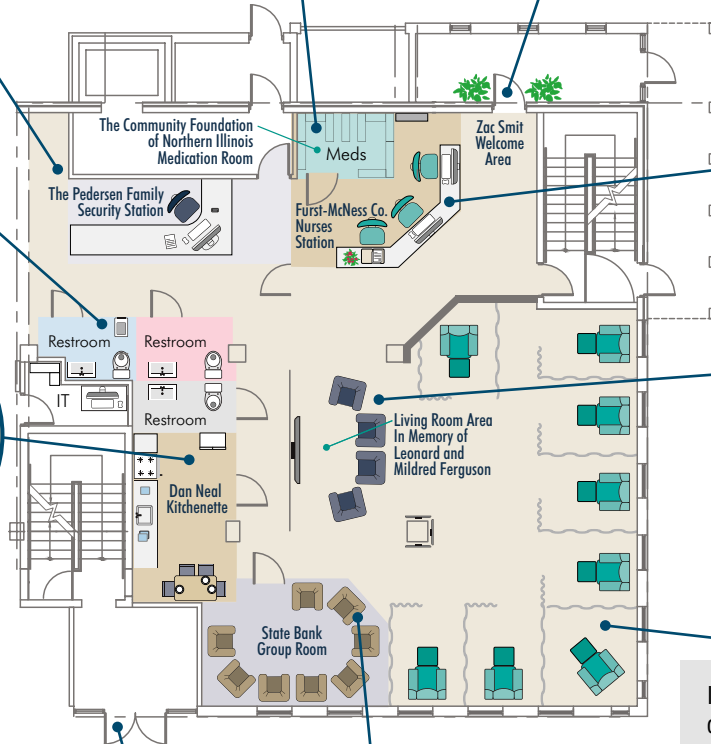 The Community Foundation
of Northern Illinois
Medication Room
Meds
Zac Smit
Welcome
Area
The Pedersen Family
Security Station
Furst-McNess Co.
Nurses
Station
Restroom
Restroom
IT
Restroom
Living Room Area
In Memory of
Leonard and
Mildred Ferguson
Dan Neal
Kitchenette
State Bank
Group Room